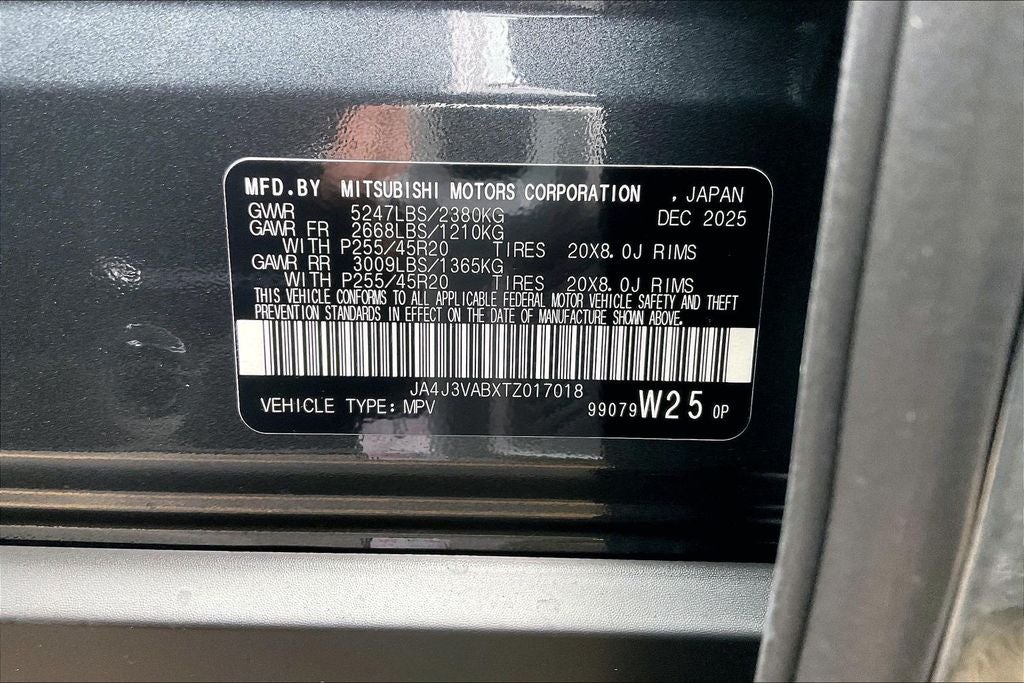 MFD.BY MITSUBISHI MOTORS CORPORATION , JAPAN
GVWR 5247LBS/2380KG DEC 2025
GAWR FR 2668LBS/1210KG
WITH P255/45R20 TIRES 20X8.0J RIMS
GAWR RR 3009LBS/1365KG
WITH P255/45R20 TIRES 20X8.0J RIMS
THIS VEHICLE CONFORMS TO ALL APPLICABLE FEDERAL MOTOR VEHICLE SAFETY AND THEFT
PREVENTION STANDARDS IN EFFECT ON THE DATE OF MANUFACTURE SHOWN ABOVE.
JA4J3VABXTZ017018
VEHICLE TYPE: MPV 99079 W25 0P